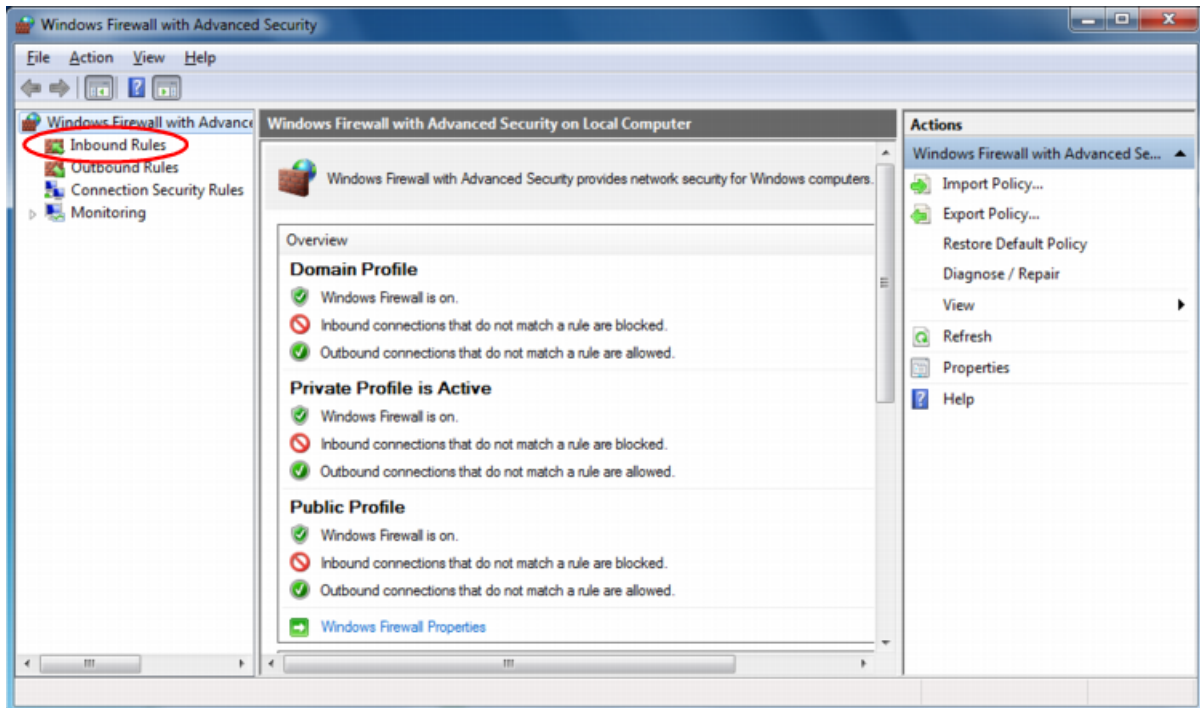 Windows Firewall with Advanced Security
File Action View Help
Windows Firewall with Advance
Inbound Rules
Outbound Rules
Connection Security Rules
Monitoring
Windows Firewall with Advanced Security on Local Computer
Windows Firewall with Advanced Security provides network security for Windows computers.
Overview
Domain Profile
Windows Firewall is on.
Inbound connections that do not match a rule are blocked.
Outbound connections that do not match a rule are allowed.
Private Profile is Active
Windows Firewall is on.
Inbound connections that do not match a rule are blocked.
Outbound connections that do not match a rule are allowed.
Public Profile
Windows Firewall is on.
Inbound connections that do not match a rule are blocked.
Outbound connections that do not match a rule are allowed.
Windows Firewall Properties
Actions
Windows Firewall with Advanced Se...
Import Policy...
Export Policy...
Restore Default Policy
Diagnose / Repair
View
Refresh
Properties
Help